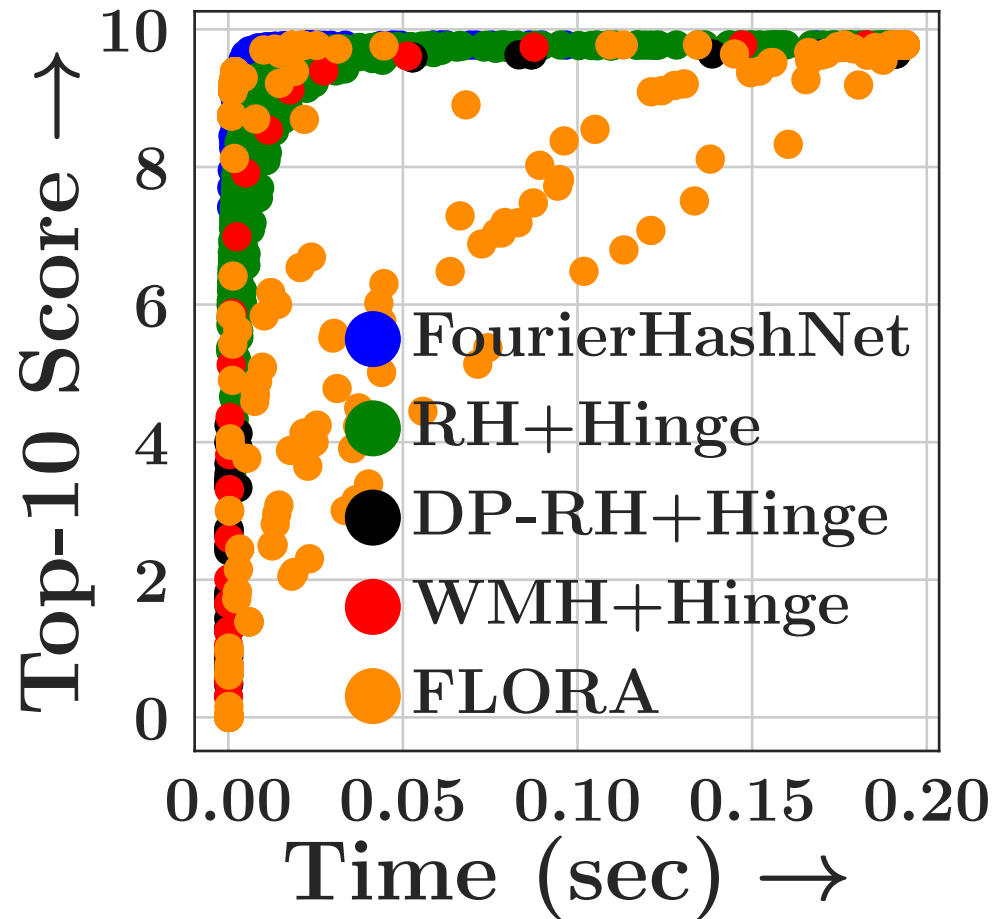 Top-10 Score →
10
8
6
4
2
0
FourierHashNet
RH+Hinge
DP-RH+Hinge
WMH+Hinge
FLORA
0.00 0.05 0.10 0.15 0.20
Time (sec) →